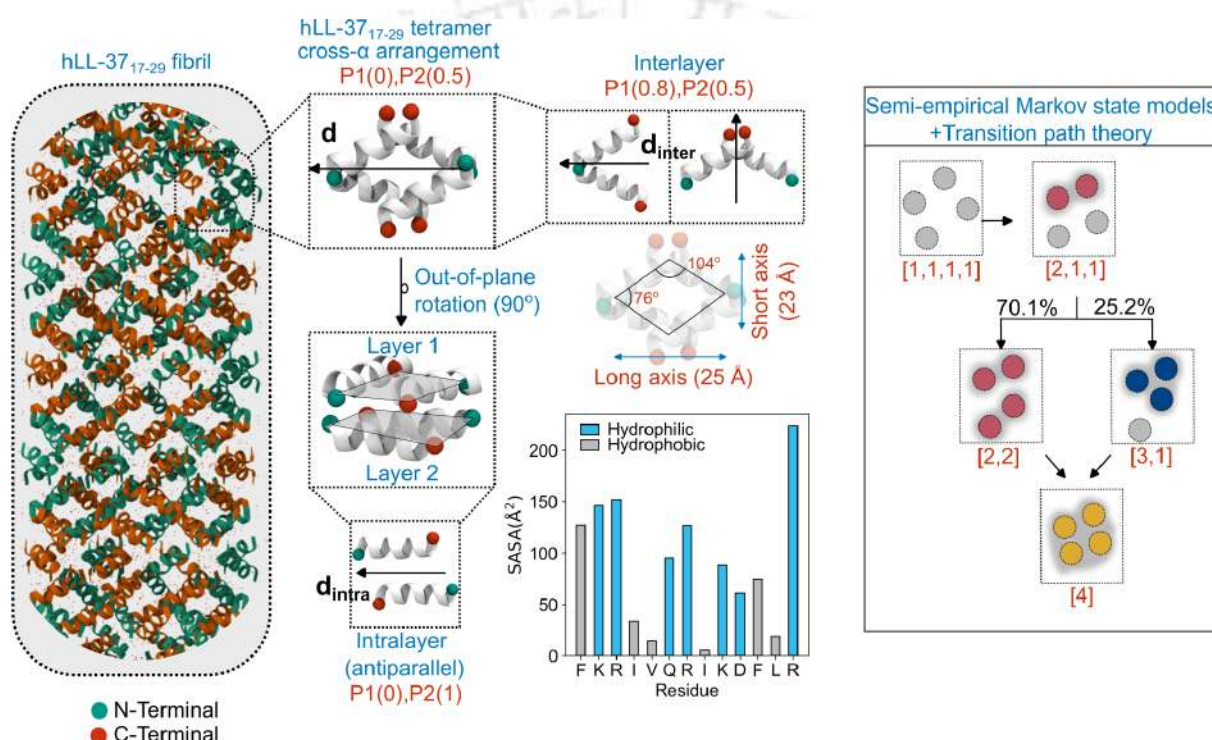 hLL-37₁₇₋₂₉ fibril
hLL-37₁₇₋₂₉ tetramer
cross-α arrangement
P1(0),P2(0.5)
d
Interlayer
P1(0.8),P2(0.5)
d_inter
Out-of-plane
rotation (90°)
104°
76°
Short axis
(23 Å)
Long axis (25 Å)
Layer 1
Layer 2
d_intra
Intralayer
(antiparallel)
P1(0),P2(1)
N-Terminal
C-Terminal
Hydrophilic
Hydrophobic
SASA(Å²)
200
150
100
50
0
F K R I V Q R I K D F L R
Residue
Semi-empirical Markov state models
+Transition path theory
[1,1,1,1]
[2,1,1]
70.1%
25.2%
[2,2]
[3,1]
[4]